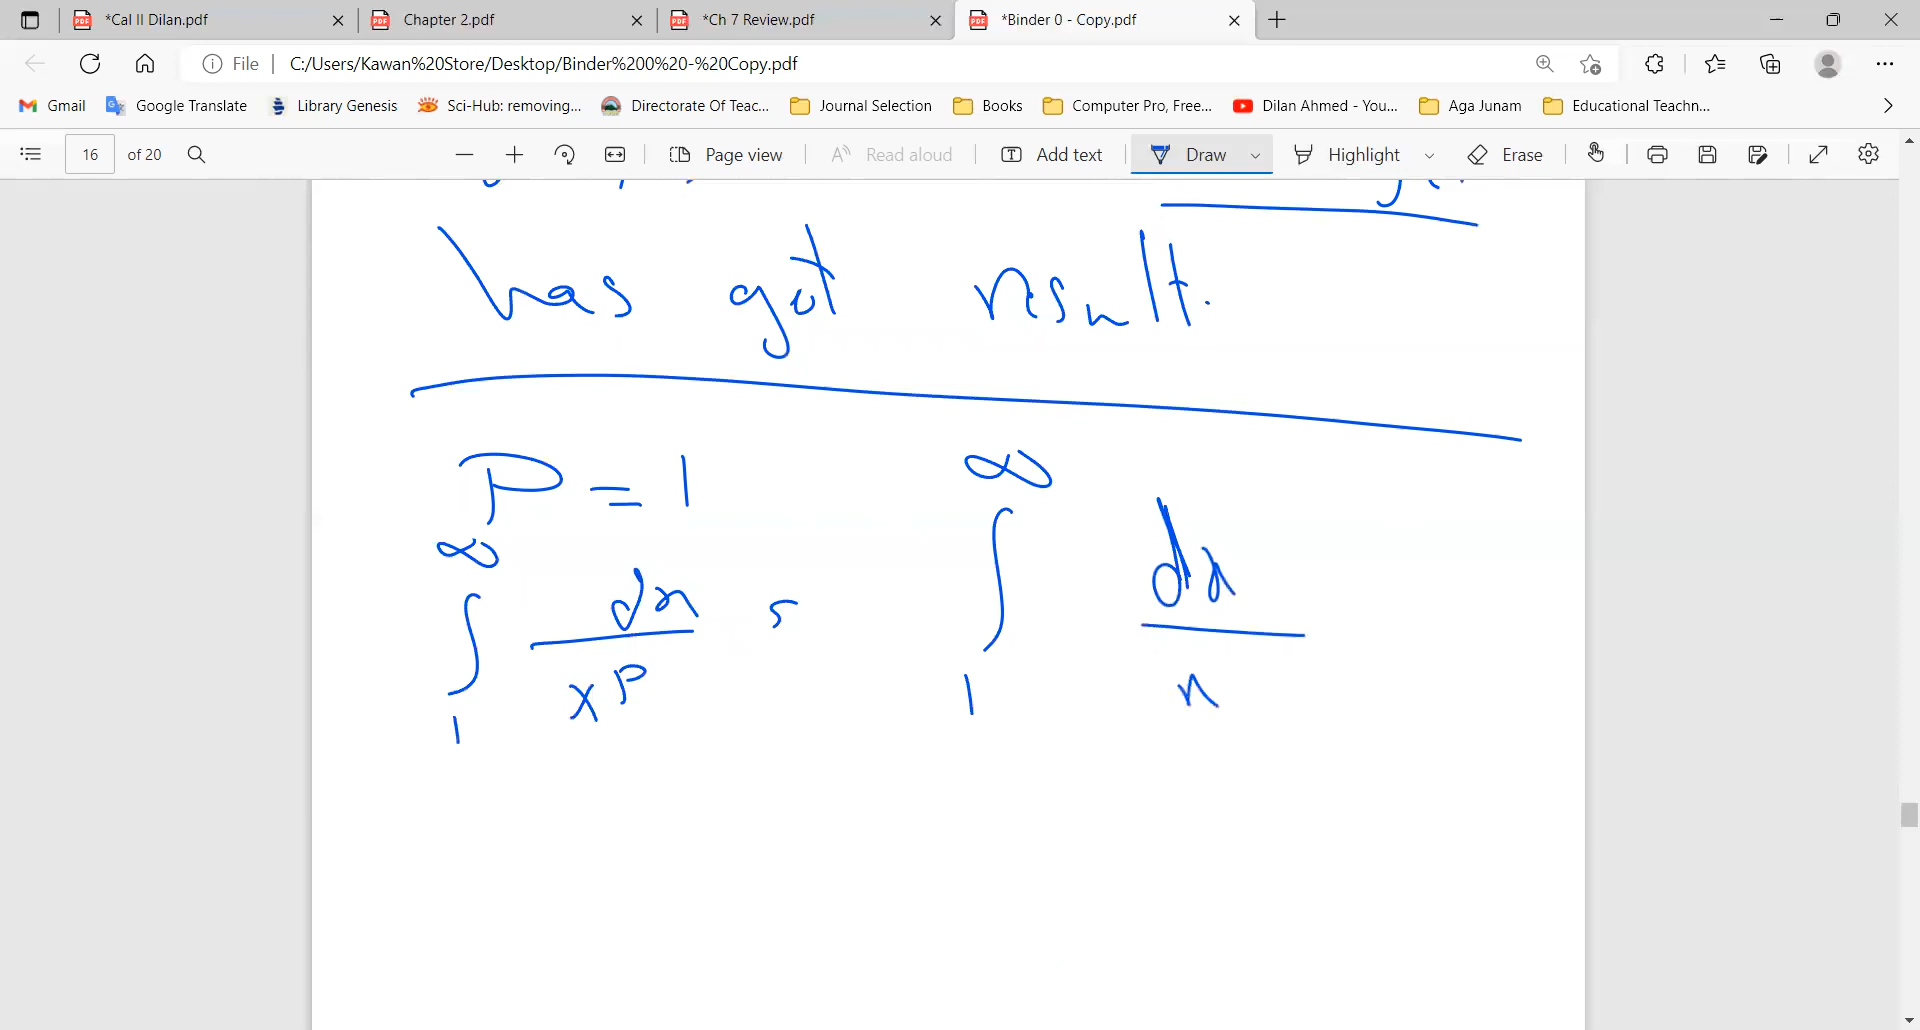 *Cal II Dilan.pdf
Chapter 2.pdf
*Ch 7 Review.pdf
*Binder 0 - Copy.pdf
File
C:/Users/Kawan%20Store/Desktop/Binder%200%20-%20Copy.pdf
Gmail
Google Translate
Library Genesis
Sci-Hub: removing...
Directorate Of Teac...
Journal Selection
Books
Computer Pro, Free...
Dilan Ahmed - You...
Aga Junam
Educational Teachn...
16 of 20
Page view
Read aloud
Add text
Draw
Highlight
Erase
has got result.
P = 1
∫₁^∞ dx / x^P = ∫₁^∞ dx / x